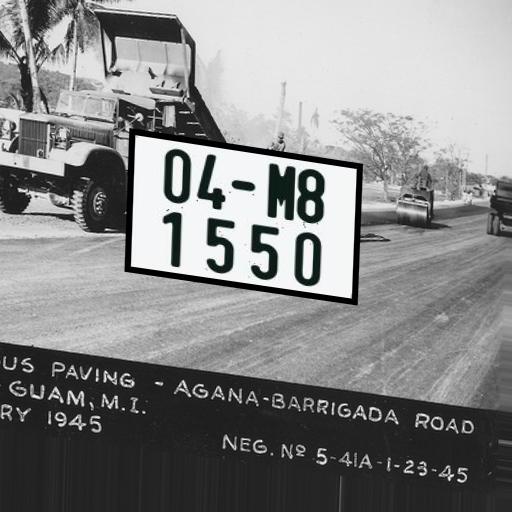 04-M8
1550
US PAVING - AGANA-BARRIGADA ROAD
GUAM, M.I.
RY 1945
NEG. Nº 5-41A-1-23-45